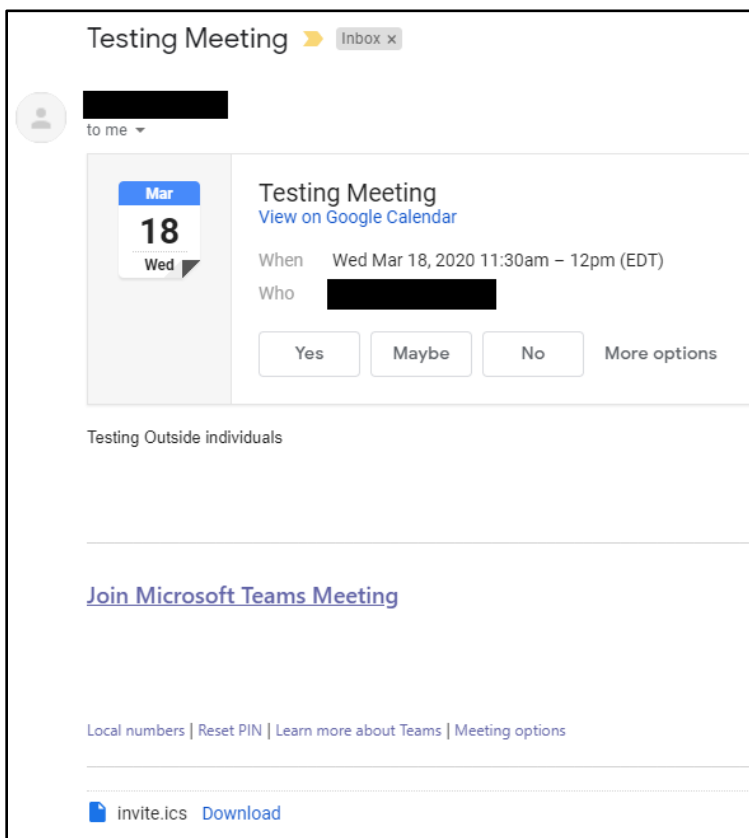 Testing Meeting Inbox x
to me
Mar
18
Wed
Testing Meeting
View on Google Calendar
When Wed Mar 18, 2020 11:30am – 12pm (EDT)
Who
Yes Maybe No More options
Testing Outside individuals
Join Microsoft Teams Meeting
Local numbers | Reset PIN | Learn more about Teams | Meeting options
invite.ics Download